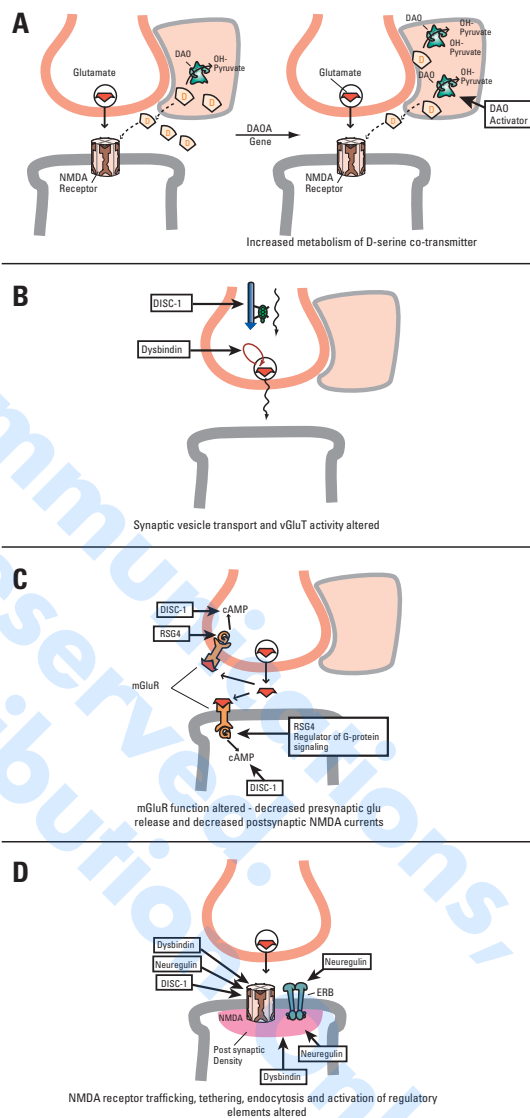 A
Glutamate
DAO
OH-
Pyruvate
D
D
D
D
D
D
NMDA
Receptor
DAOA
Gene
Glutamate
DAO
OH-
Pyruvate
OH-
Pyruvate
DAO
OH-
Pyruvate
D
D
D
DAO
Activator
NMDA
Receptor
Increased metabolism of D-serine co-transmitter
B
DISC-1
Dysbindin
Synaptic vesicle transport and vGluT activity altered
C
DISC-1
cAMP
RSG4
G
mGluR
RSG4
Regulator of G-protein
signaling
G
cAMP
DISC-1
mGluR function altered - decreased presynaptic glu
release and decreased postsynaptic NMDA currents
D
Dysbindin
Neuregulin
DISC-1
Neuregulin
ERB
NMDA
Post synaptic
Density
Neuregulin
Dysbindin
NMDA receptor trafficking, tethering, endocytosis and activation of regulatory
elements altered